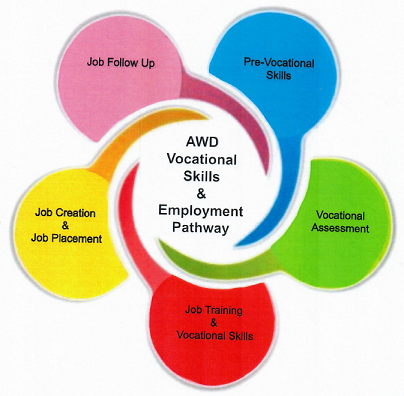 Job Follow Up
Pre-Vocational
Skills
AWD
Vocational
Skills
&
Employment
Pathway
Job Creation
&
Job Placement
Vocational
Assessment
Job Training
&
Vocational Skills